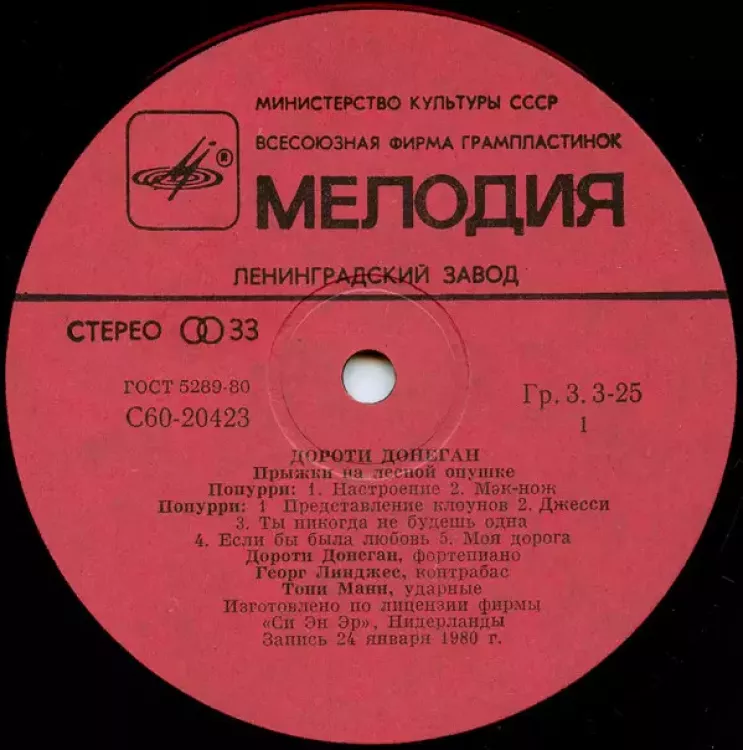 МИНИСТЕРСТВО КУЛЬТУРЫ СССР
ВСЕСОЮЗНАЯ ФИРМА ГРАМПЛАСТИНОК
®
МЕЛОДИЯ
ЛЕНИНГРАДСКИЙ ЗАВОД
СТЕРЕО 33
ГОСТ 5289-80
С60-20423
Гр. 3. 3-25
1
ДОРОТИ ДОНЕГАН
Прыжки на лесной опушке
Попурри: 1. Настроение 2. Мэк-нож
Попурри: 1 Представление клоунов 2. Джесси
3. Ты никогда не будешь одна
4. Если бы была любовь 5. Моя дорога
Дороти Донеган, фортепиано
Георг Линджес, контрабас
Тони Манн, ударные
Изготовлено по лицензии фирмы
«Си Эн Эр», Нидерланды
Запись 24 января 1980 г.